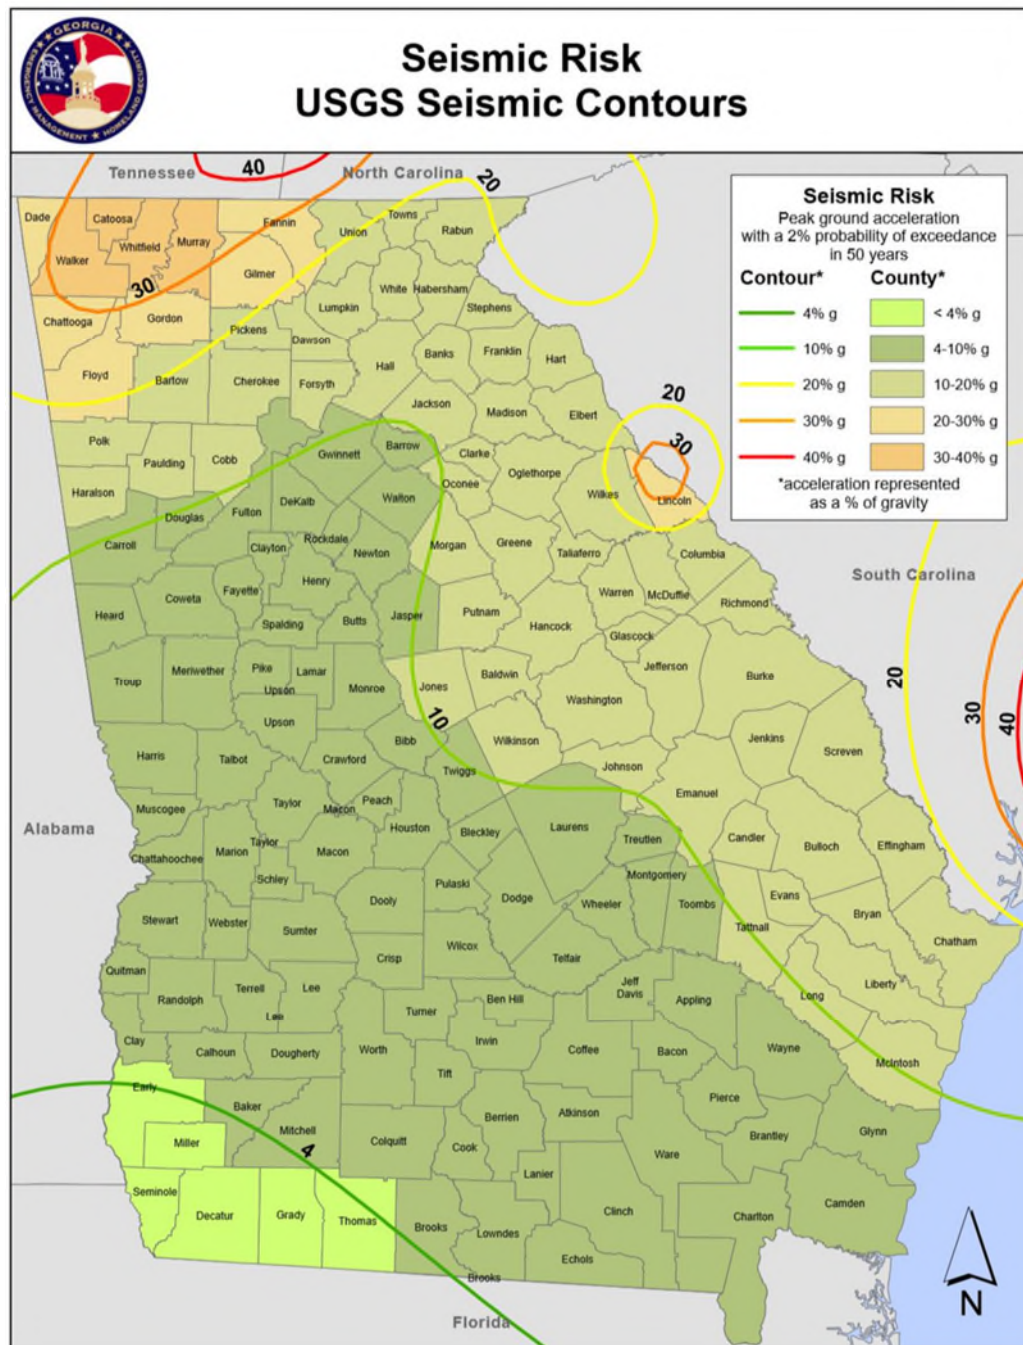 GEORGIA
EMERGENCY MANAGEMENT ★ HOMELAND SECURITY
Seismic Risk
USGS Seismic Contours
Tennessee
40
North Carolina
20
Seismic Risk
Peak ground acceleration
with a 2% probability of exceedance
in 50 years
Contour* County*
4% g < 4% g
10% g 4-10% g
20% g 10-20% g
30% g 20-30% g
40% g 30-40% g
*acceleration represented
as a % of gravity
Dade
Catoosa
Fannin
Towns
Union
Rabun
Whitfield
Murray
Walker
Gilmer
30
White
Habersham
Lumpkin
Stephens
Chattooga
Gordon
Pickens
Dawson
Banks
Franklin
Hart
Hall
Floyd
Bartow
Cherokee
Forsyth
20
Jackson
Madison
Elbert
Polk
Paulding
Cobb
Gwinnett
Barrow
Clarke
Oglethorpe
30
Haralson
Oconee
Wilkes
Lincoln
Walton
DeKalb
Fulton
Douglas
Carroll
Clayton
Rockdale
Newton
Morgan
Greene
Taliaferro
Columbia
South Carolina
Henry
Fayette
Coweta
Warren
McDuffie
Richmond
Heard
Spalding
Butts
Jasper
Putnam
Hancock
Glascock
Jefferson
Troup
Meriwether
Pike
Lamar
Upson
Monroe
Jones
Baldwin
Burke
20
30
40
10
Washington
Upson
Bibb
Wilkinson
Jenkins
Screven
Harris
Talbot
Crawford
Twiggs
Johnson
Emanuel
Muscogee
Taylor
Macon
Peach
Houston
Bleckley
Laurens
Alabama
Treutlen
Candler
Bulloch
Effingham
Chattahoochee
Marion
Taylor
Macon
Schley
Pulaski
Dodge
Montgomery
Wheeler
Toombs
Evans
Bryan
Stewart
Webster
Sumter
Dooly
Tattnall
Chatham
Wilcox
Telfair
Crisp
Quitman
Randolph
Terrell
Lee
Lee
Turner
Ben Hill
Jeff
Davis
Appling
Long
Liberty
Clay
Calhoun
Dougherty
Worth
Irwin
Coffee
Bacon
Wayne
McIntosh
Early
Tift
Pierce
Baker
Mitchell
4
Berrien
Atkinson
Miller
Colquitt
Cook
Ware
Brantley
Glynn
Lanier
Seminole
Decatur
Grady
Thomas
Brooks
Lowndes
Clinch
Charlton
Camden
Echols
Brooks
Florida
N